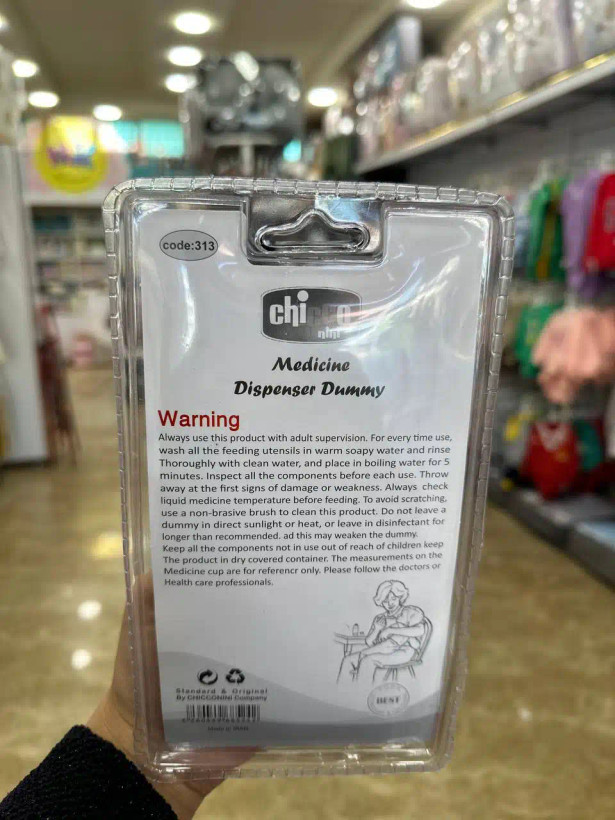 code:313
chicco
nini
Medicine
Dispenser Dummy
Warning
Always use this product with adult supervision. For every time use,
wash all the feeding utensils in warm soapy water and rinse
Thoroughly with clean water, and place in boiling water for 5
minutes. Inspect all the components before each use. Throw
away at the first signs of damage or weakness. Always check
liquid medicine temperature before feeding. To avoid scratching,
use a non-brasive brush to clean this product. Do not leave a
dummy in direct sunlight or heat, or leave in disinfectant for
longer than recommended. ad this may weaken the dummy.
Keep all the components not in use out of reach of children keep
The product in dry covered container. The measurements on the
Medicine cup are for referencr only. Please follow the doctors or
Health care professionals.
Standard & Original
By CHICCONINI Company
BEST